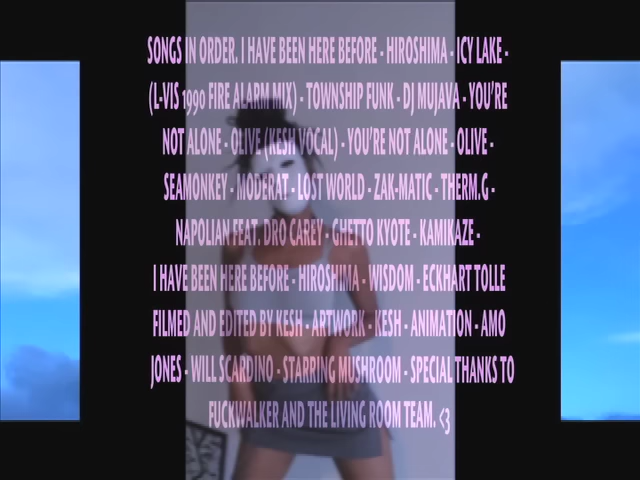 SONGS IN ORDER. I HAVE BEEN HERE BEFORE - HIROSHIMA - ICY LAKE -
(L-VIS 1990 FIRE ALARM MIX) - TOWNSHIP FUNK - DJ MUJAVA - YOU'RE
NOT ALONE - OLIVE (KESH VOCAL) - YOU'RE NOT ALONE - OLIVE -
SEAMONKEY - MODERAT - LOST WORLD - ZAK-MATIC - THERM.G -
NAPOLIAN FEAT. DRO CAREY - GHETTO KYOTE - KAMIKAZE -
I HAVE BEEN HERE BEFORE - HIROSHIMA - WISDOM - ECKHART TOLLE
FILMED AND EDITED BY KESH - ARTWORK - KESH - ANIMATION - AMO
JONES - WILL SCARDINO - STARRING MUSHROOM - SPECIAL THANKS TO
FUCKWALKER AND THE LIVING ROOM TEAM. <3